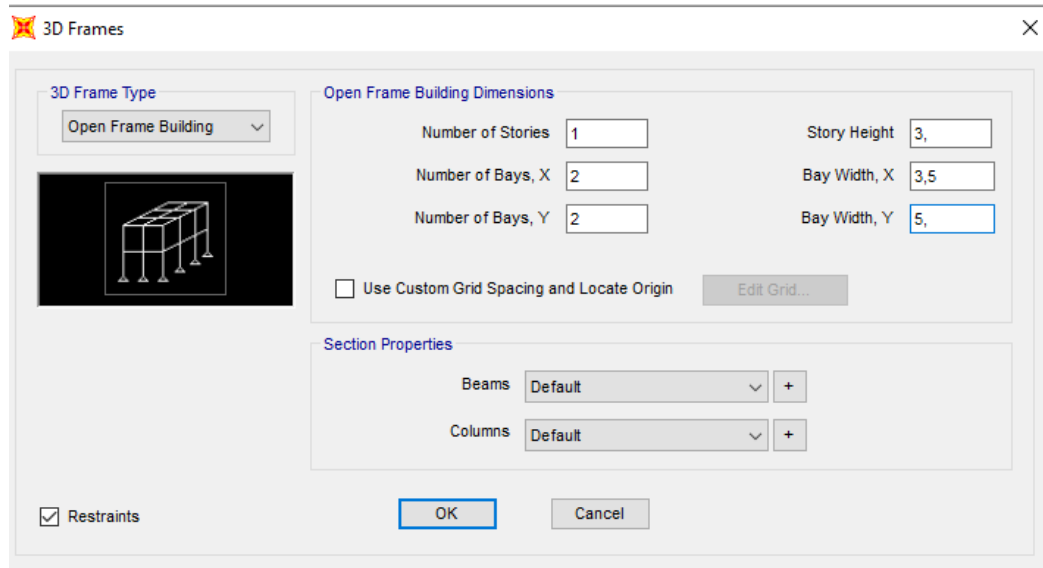 3D Frames
3D Frame Type
Open Frame Building
Open Frame Building Dimensions
Number of Stories 1 Story Height 3,
Number of Bays, X 2 Bay Width, X 3,5
Number of Bays, Y 2 Bay Width, Y 5,
Use Custom Grid Spacing and Locate Origin Edit Grid...
Section Properties
Beams Default +
Columns Default +
Restraints OK Cancel